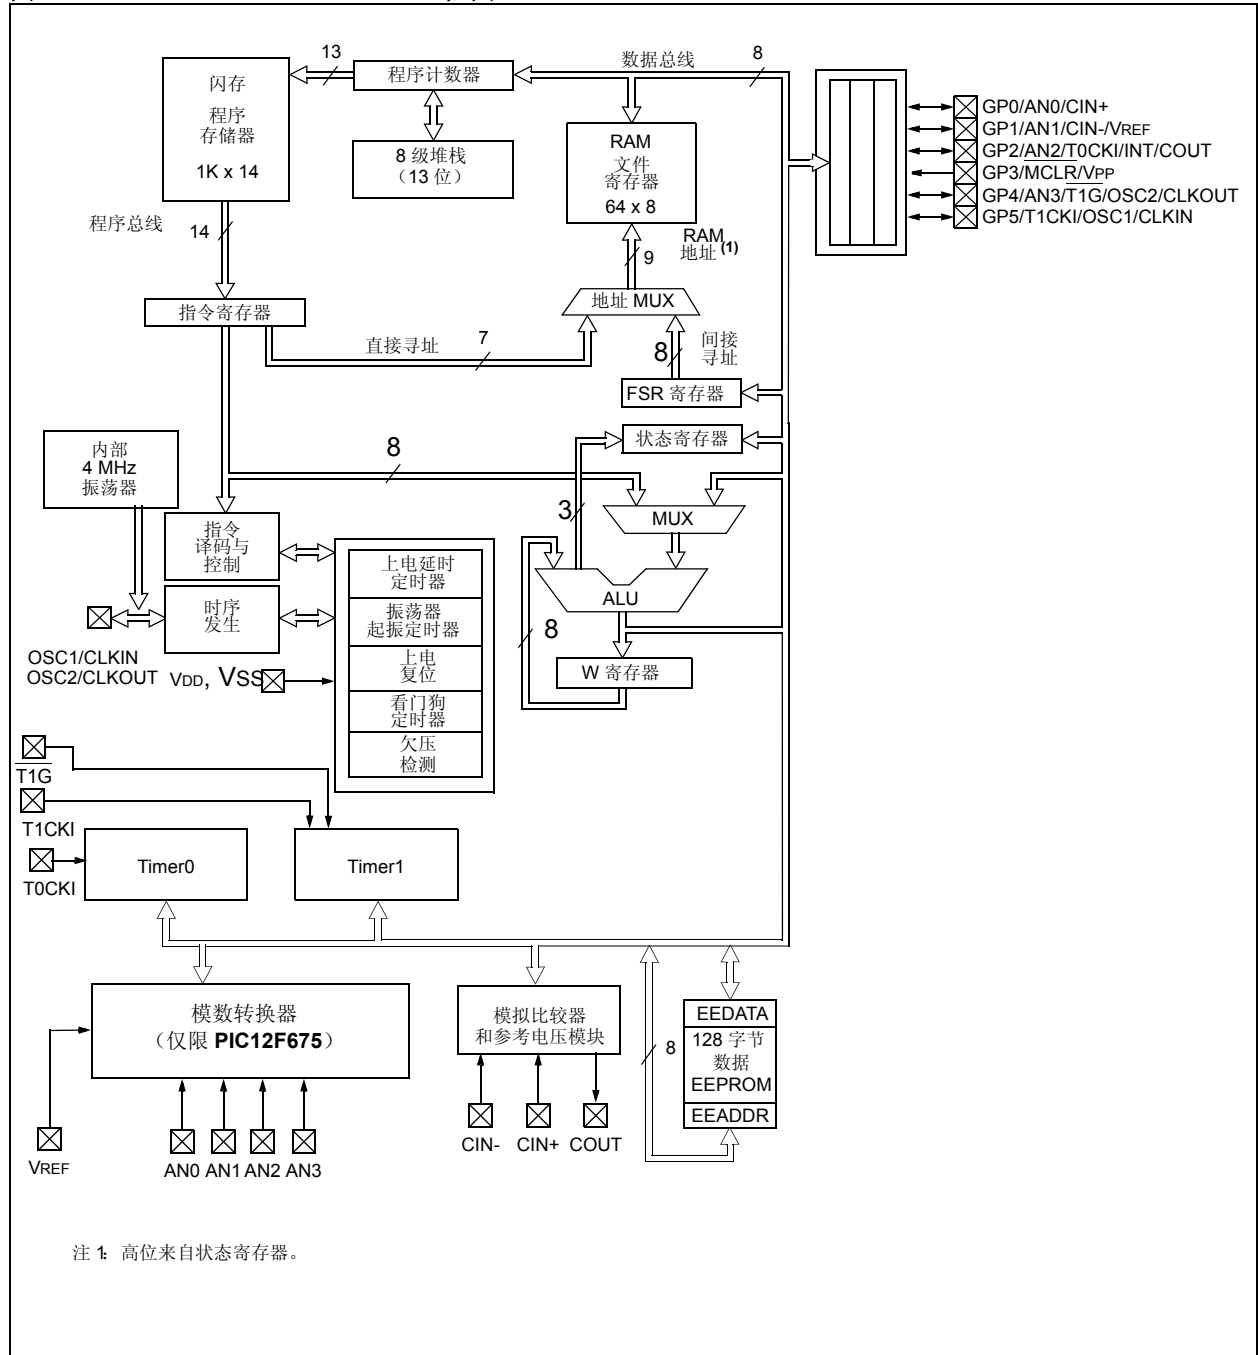 13
数据总线
8
闪存
程序
存储器
1K x 14
程序计数器
8 级堆栈
（13 位）
RAM
文件
寄存器
64 x 8
GP0/AN0/CIN+
GP1/AN1/CIN-/VREF
GP2/AN2/T0CKI/INT/COUT
GP3/MCLR/VPP
GP4/AN3/T1G/OSC2/CLKOUT
GP5/T1CKI/OSC1/CLKIN
程序总线
14
RAM
地址(1)
9
地址 MUX
指令寄存器
直接寻址
7
8
间接
寻址
FSR 寄存器
状态寄存器
内部
4 MHz
振荡器
8
3
MUX
指令
译码与
控制
上电延时
定时器
ALU
时序
发生
振荡器
起振定时器
8
OSC1/CLKIN
OSC2/CLKOUT
VDD, VSS
上电
复位
W 寄存器
看门狗
定时器
欠压
检测
T1G
T1CKI
T0CKI
Timer0
Timer1
模数转换器
（仅限 PIC12F675）
模拟比较器
和参考电压模块
8
EEDATA
128 字节
数据
EEPROM
EEADDR
VREF
AN0 AN1 AN2 AN3
CIN- CIN+ COUT
注 1: 高位来自状态寄存器。